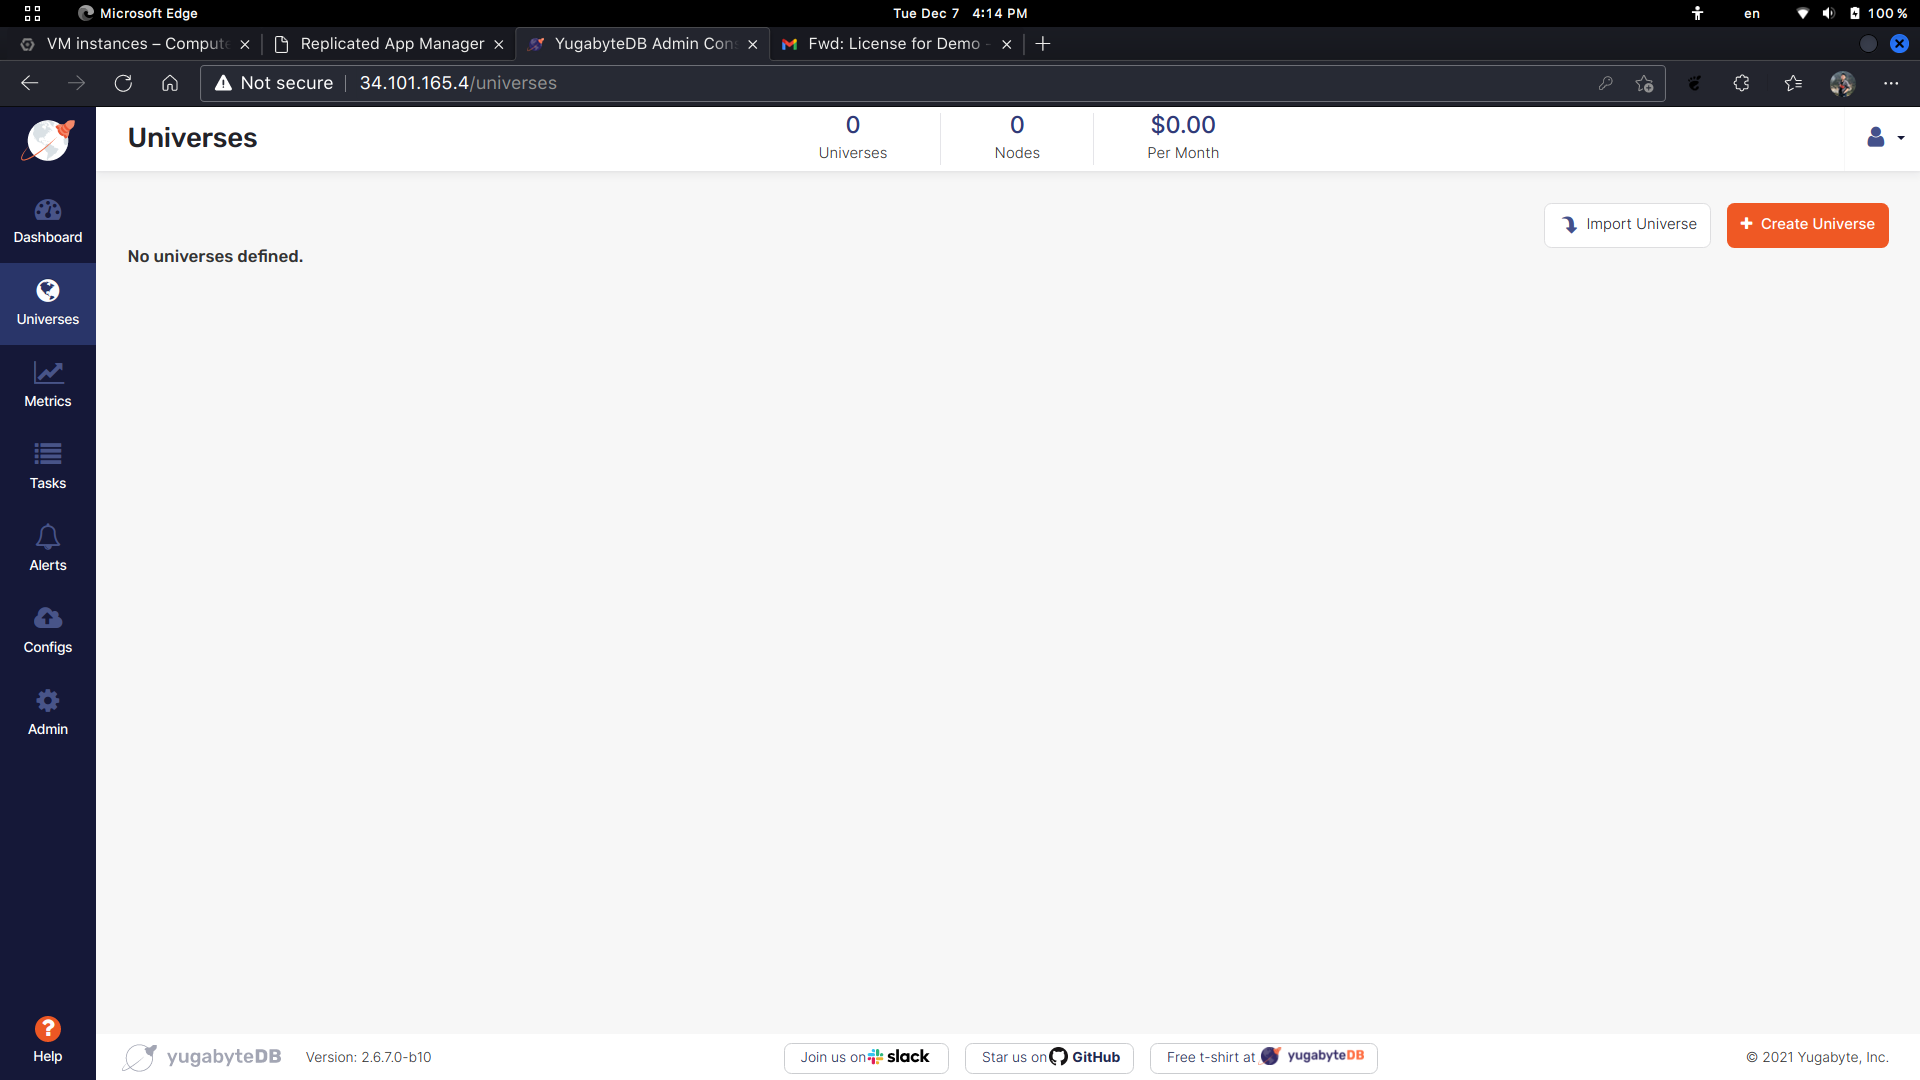 Microsoft Edge
Tue Dec 7 4:14 PM
en
100 %
VM instances – Compute
Replicated App Manager
YugabyteDB Admin Con
Fwd: License for Demo -
Not secure
34.101.165.4/universes
Universes
0
Universes
0
Nodes
$0.00
Per Month
Import Universe
Create Universe
No universes defined.
Dashboard
Universes
Metrics
Tasks
Alerts
Configs
Admin
Help
yugabyteDB
Version: 2.6.7.0-b10
Join us on slack
Star us on GitHub
Free t-shirt at yugabyteDB
© 2021 Yugabyte, Inc.